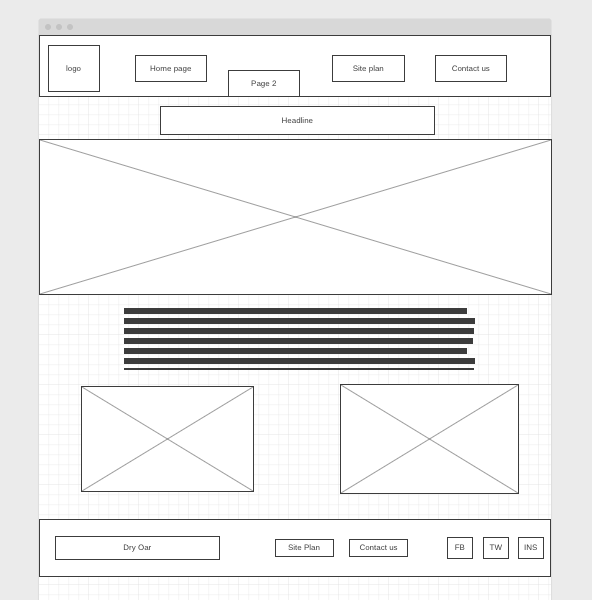 logo
Home page
Page 2
Site plan
Contact us
Headline
Dry Oar
Site Plan
Contact us
FB
TW
INS